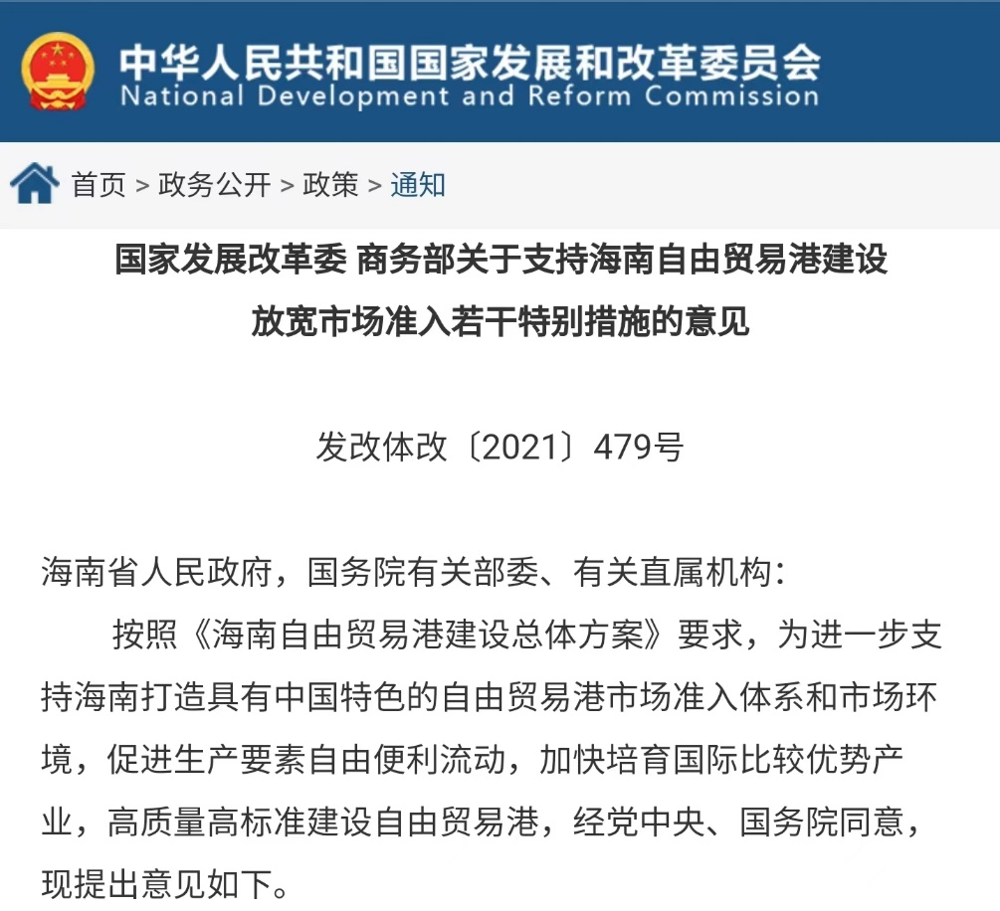 中华人民共和国国家发展和改革委员会
National Development and Reform Commission
首页 > 政务公开 > 政策 > 通知
国家发展改革委 商务部关于支持海南自由贸易港建设
放宽市场准入若干特别措施的意见
发改体改〔2021〕479号
海南省人民政府，国务院有关部委、有关直属机构：
按照《海南自由贸易港建设总体方案》要求，为进一步支
持海南打造具有中国特色的自由贸易港市场准入体系和市场环
境，促进生产要素自由便利流动，加快培育国际比较优势产
业，高质量高标准建设自由贸易港，经党中央、国务院同意，
现提出意见如下。